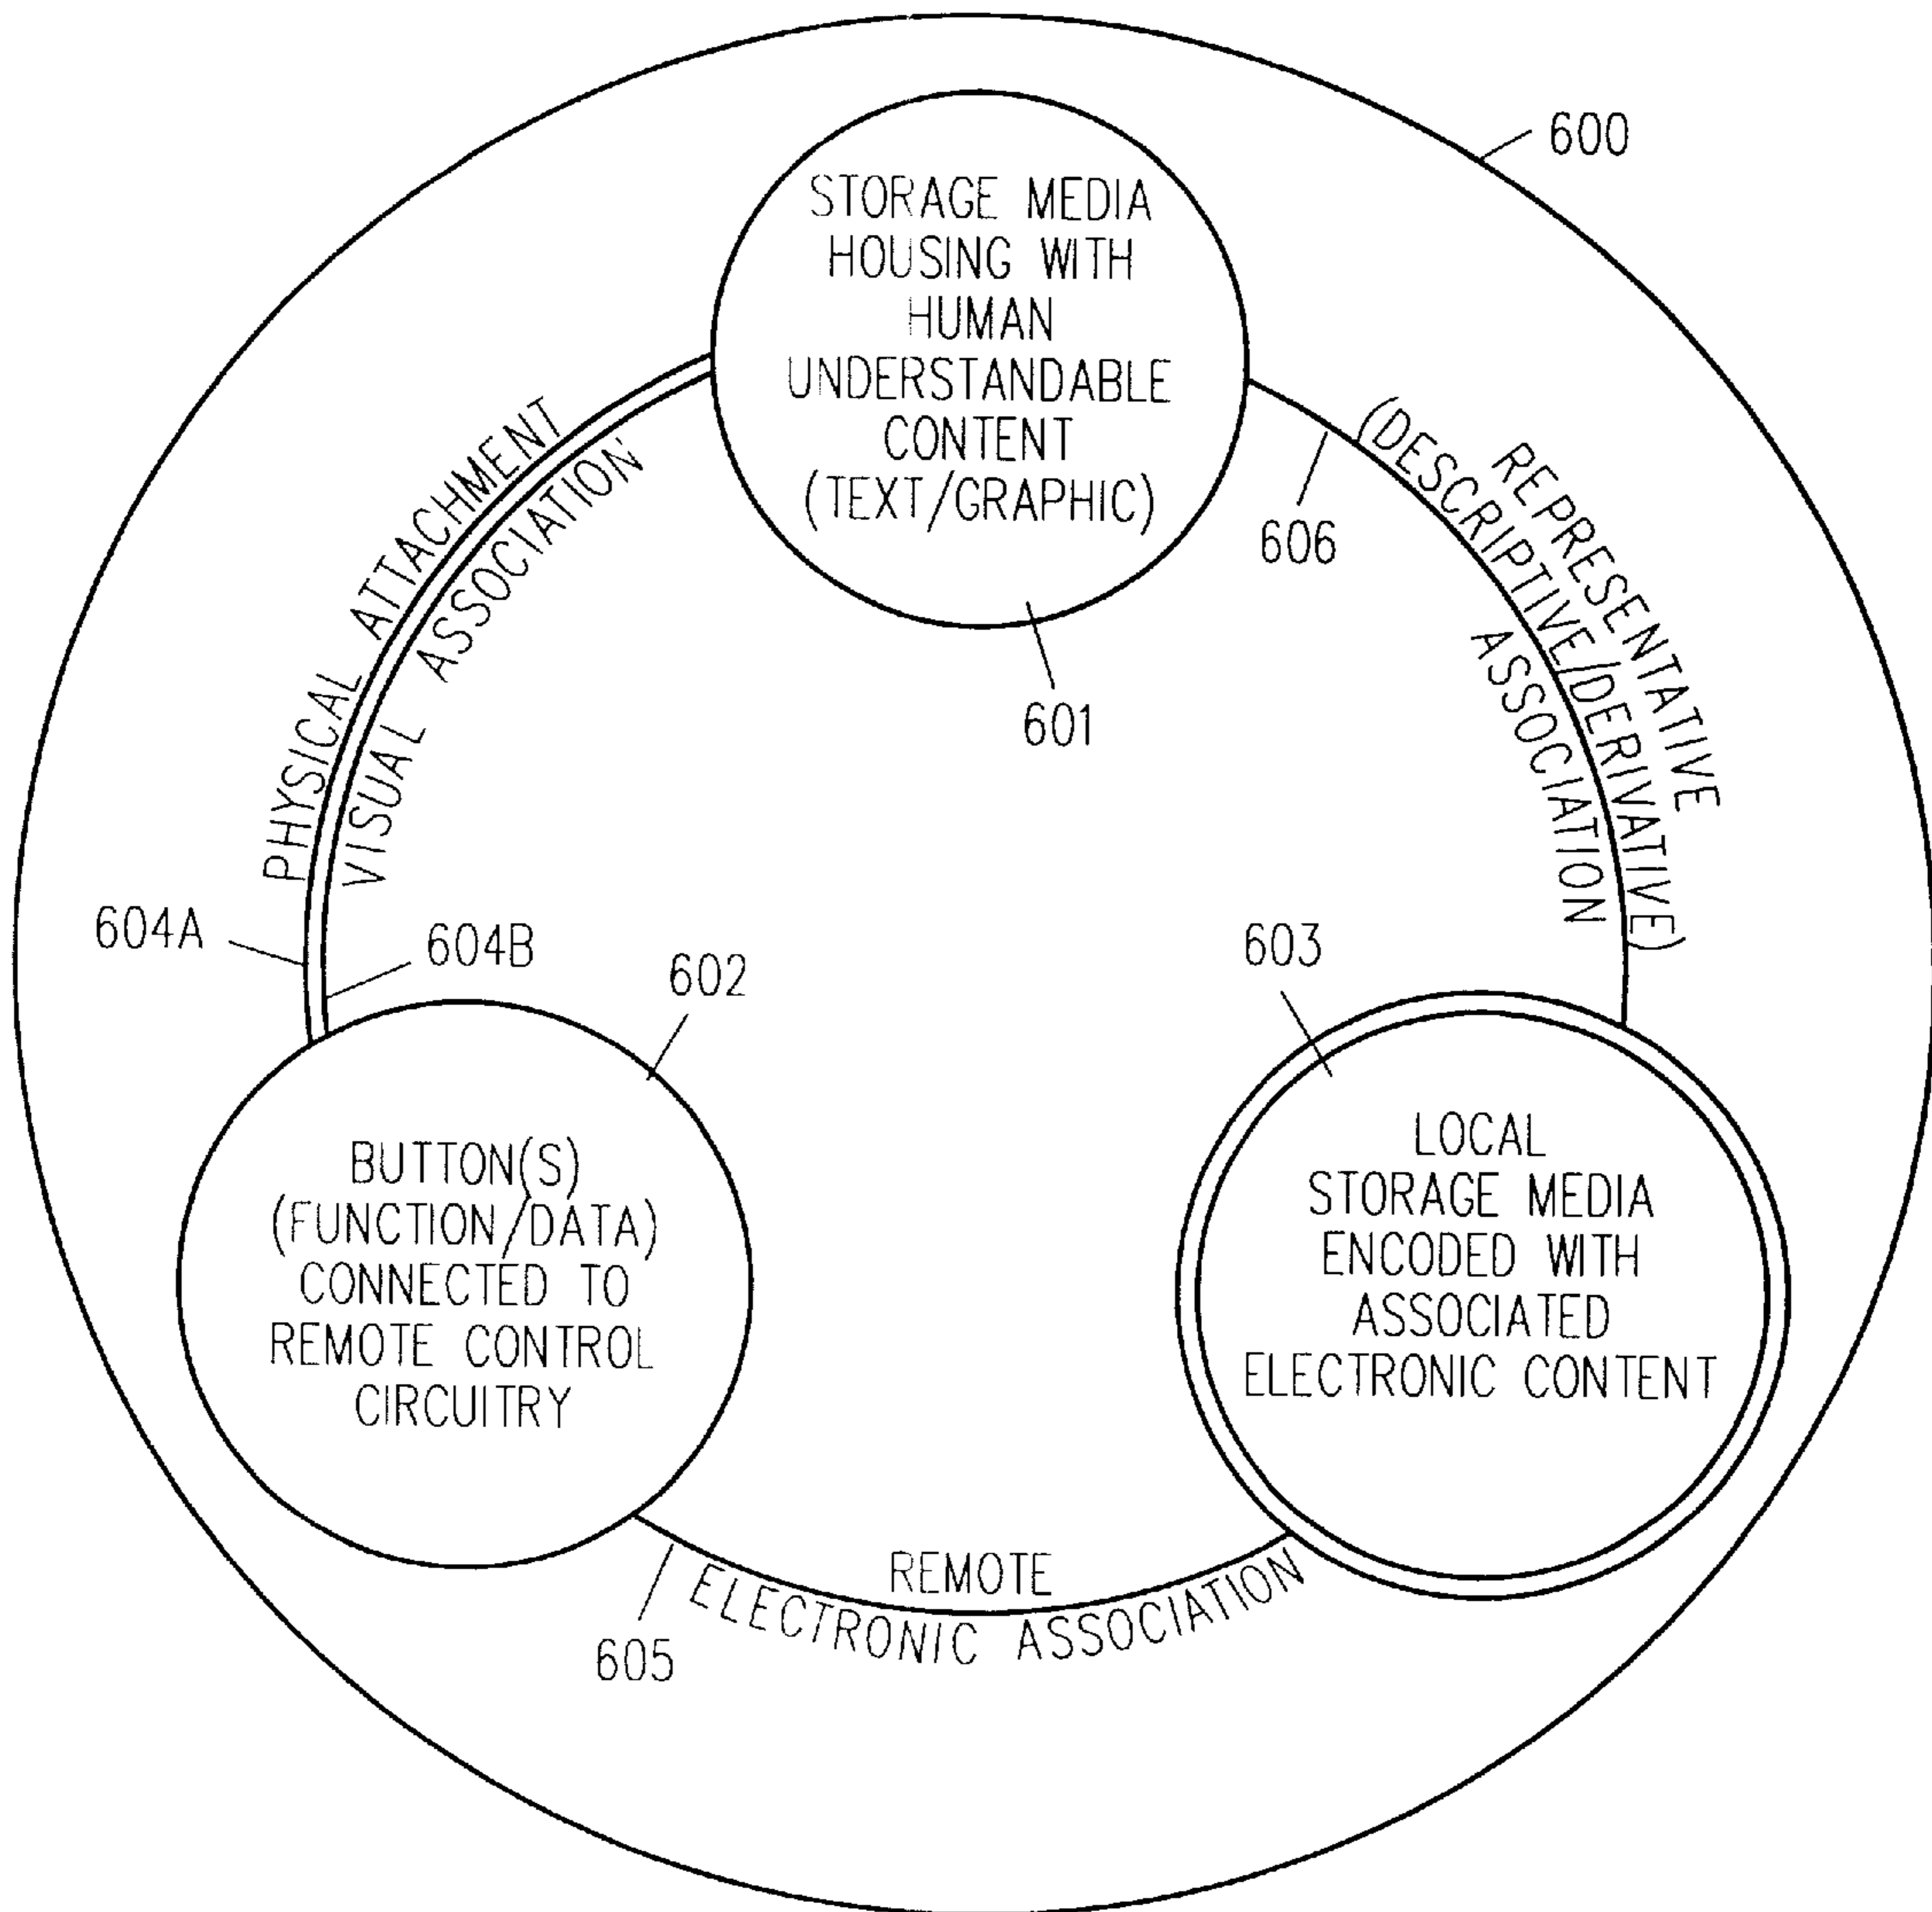 600
STORAGE MEDIA
HOUSING WITH
HUMAN
UNDERSTANDABLE
CONTENT
(TEXT/GRAPHIC)
601
606
PHYSICAL ATTACHMENT
VISUAL ASSOCIATION
REPRESENTATIVE
(DESCRIPTIVE/DERIVATIVE)
ASSOCIATION
604A
604B
602
603
BUTTON(S)
(FUNCTION/DATA)
CONNECTED TO
REMOTE CONTROL
CIRCUITRY
LOCAL
STORAGE MEDIA
ENCODED WITH
ASSOCIATED
ELECTRONIC CONTENT
REMOTE
ELECTRONIC ASSOCIATION
605